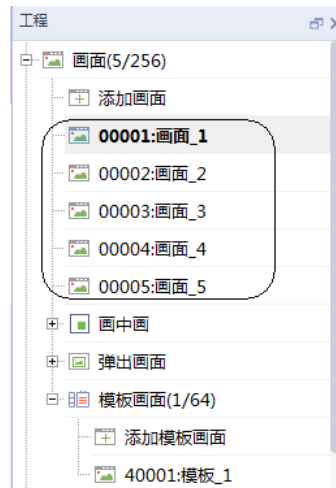 工程
画面(5/256)
添加画面
00001:画面_1
00002:画面_2
00003:画面_3
00004:画面_4
00005:画面_5
画中画
弹出画面
模板画面(1/64)
添加模板画面
40001:模板_1